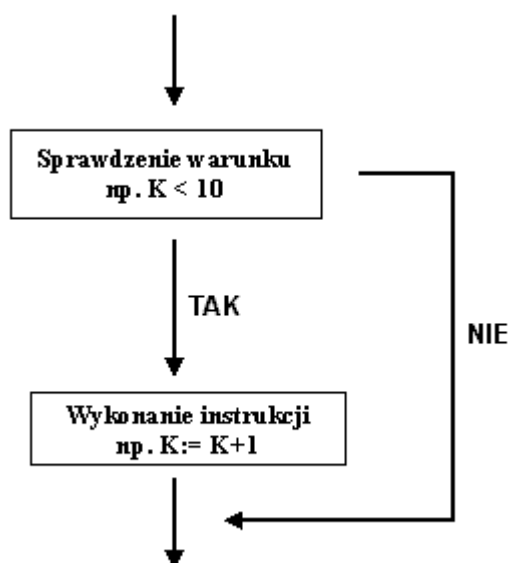 Sprawdzenie warunku
np. K < 10
TAK
NIE
Wykonanie instrukcji
np. K:= K+1